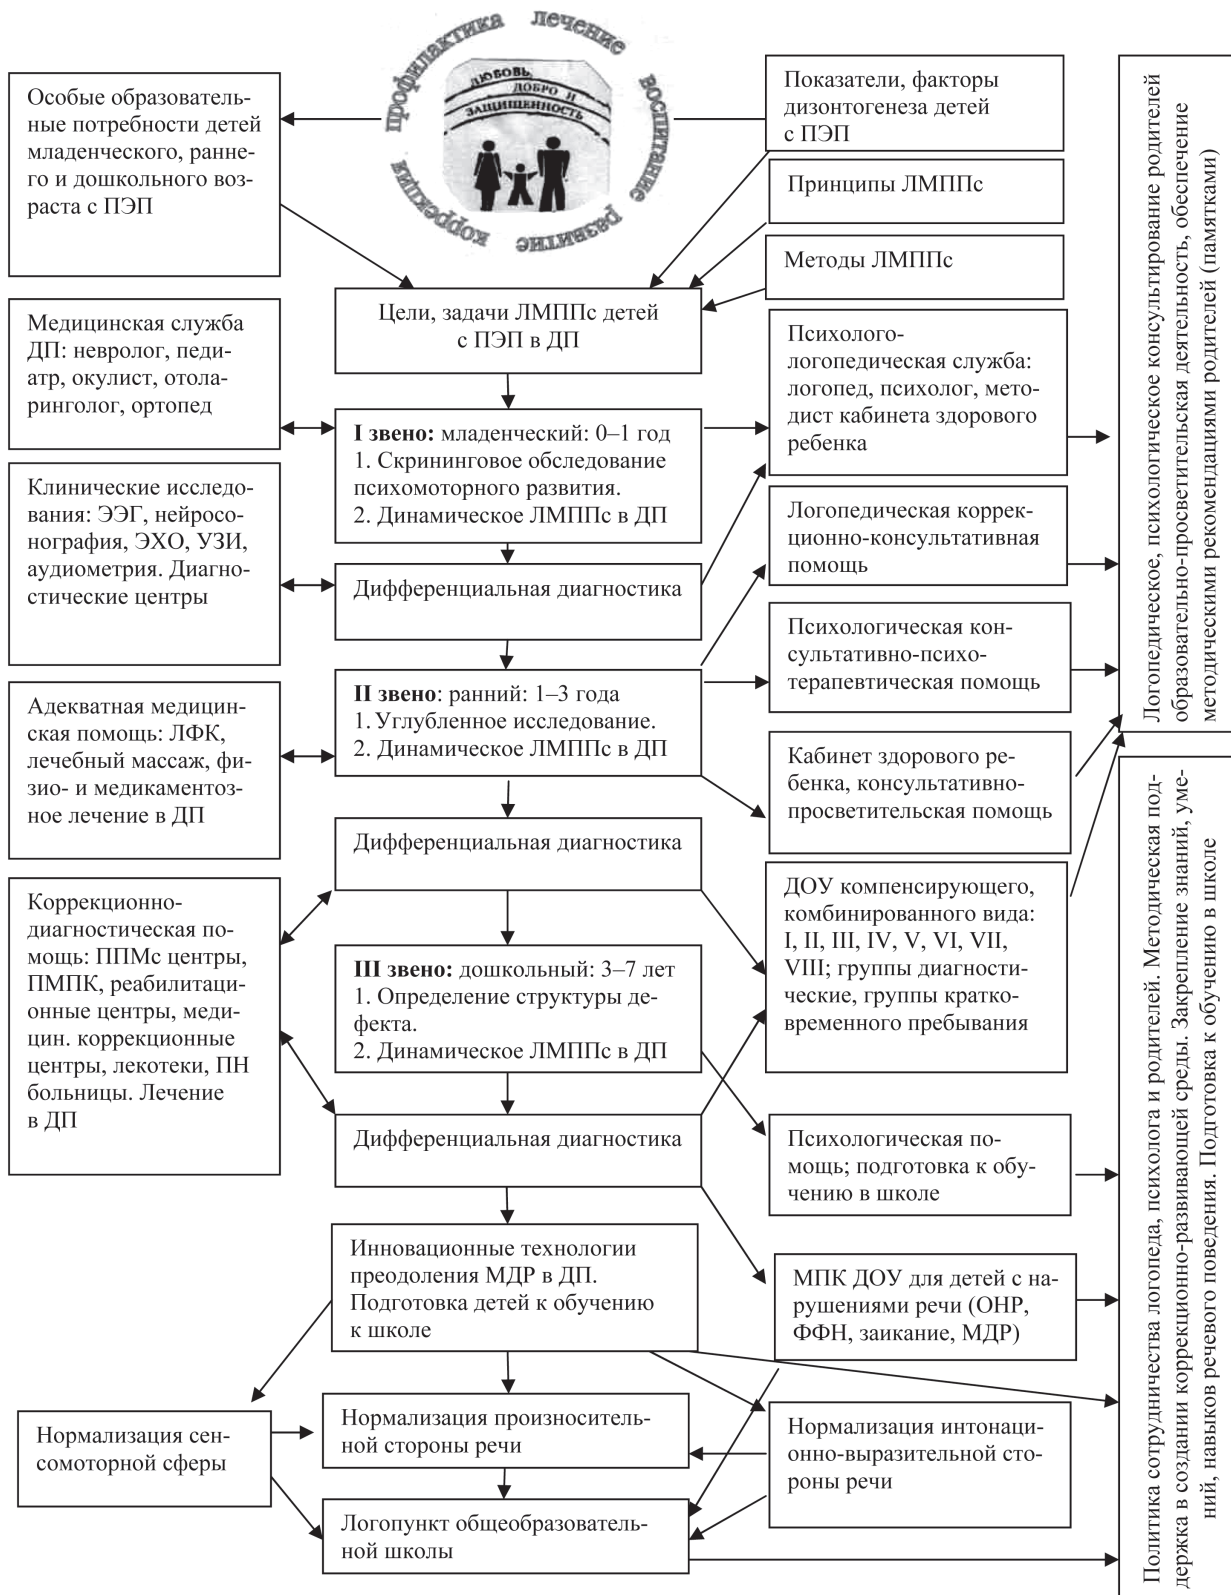 профилактика лечение воспитание развитие коррекция
ЛЮБОВЬ,
ДОБРО И
ЗАЩИЩЕННОСТЬ
Особые образователь-
ные потребности детей
младенческого, ранне-
го и дошкольного воз-
раста с ПЭП
Показатели, факторы
дизонтогенеза детей
с ПЭП
Принципы ЛМППс
Методы ЛМППс
Цели, задачи ЛМППс детей
с ПЭП в ДП
Медицинская служба
ДП: невролог, педи-
атр, окулист, отола-
ринголог, ортопед
I звено: младенческий: 0–1 год
1. Скрининговое обследование
психомоторного развития.
2. Динамическое ЛМППс в ДП
Психолого-
логопедическая служба:
логопед, психолог, мето-
дист кабинета здорового
ребенка
Клинические исследо-
вания: ЭЭГ, нейросо-
нография, ЭХО, УЗИ,
аудиометрия. Диагно-
стические центры
Дифференциальная диагностика
Логопедическая коррек-
ционно-консультативная
помощь
Психологическая кон-
сультативно-психо-
терапевтическая помощь
Адекватная медицин-
ская помощь: ЛФК,
лечебный массаж, фи-
зио- и медикаментоз-
ное лечение в ДП
II звено: ранний: 1–3 года
1. Углубленное исследование.
2. Динамическое ЛМППс в ДП
Кабинет здорового ре-
бенка, консультативно-
просветительская помощь
Дифференциальная диагностика
Коррекционно-
диагностическая по-
мощь: ППМс центры,
ПМПК, реабилитаци-
онные центры, меди-
цин. коррекционные
центры, лекотеки, ПН
больницы. Лечение
в ДП
ДОУ компенсирующего,
комбинированного вида:
I, II, III, IV, V, VI, VII,
VIII; группы диагности-
ческие, группы кратко-
временного пребывания
III звено: дошкольный: 3–7 лет
1. Определение структуры де-
фекта.
2. Динамическое ЛМППс в ДП
Дифференциальная диагностика
Психологическая по-
мощь; подготовка к обу-
чению в школе
Инновационные технологии
преодоления МДР в ДП.
Подготовка детей к обучению
к школе
МПК ДОУ для детей с на-
рушениями речи (ОНР,
ФФН, заикание, МДР)
Нормализация сен-
сомоторной сферы
Нормализация произноситель-
ной стороны речи
Нормализация интонаци-
онно-выразительной сто-
роны речи
Логопункт общеобразователь-
ной школы
Логопедическое, психологическое консультирование родителей
образовательно-просветительская деятельность, обеспечение
методическими рекомендациями родителей (памятками)
Политика сотрудничества логопеда, психолога и родителей. Методическая под-
держка в создании коррекционно-развивающей среды. Закрепление знаний, уме-
ний, навыков речевого поведения. Подготовка к обучению в школе